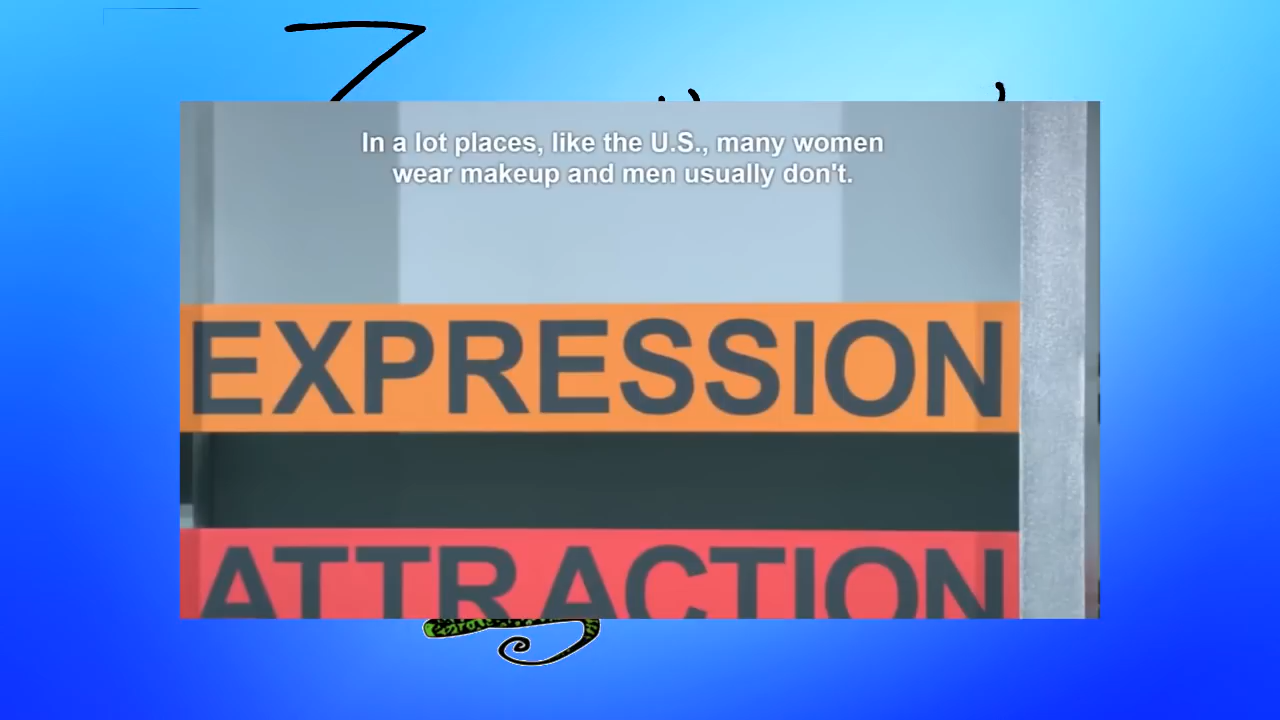 In a lot places, like the U.S., many women
wear makeup and men usually don't.
EXPRESSION
ATTRACTION